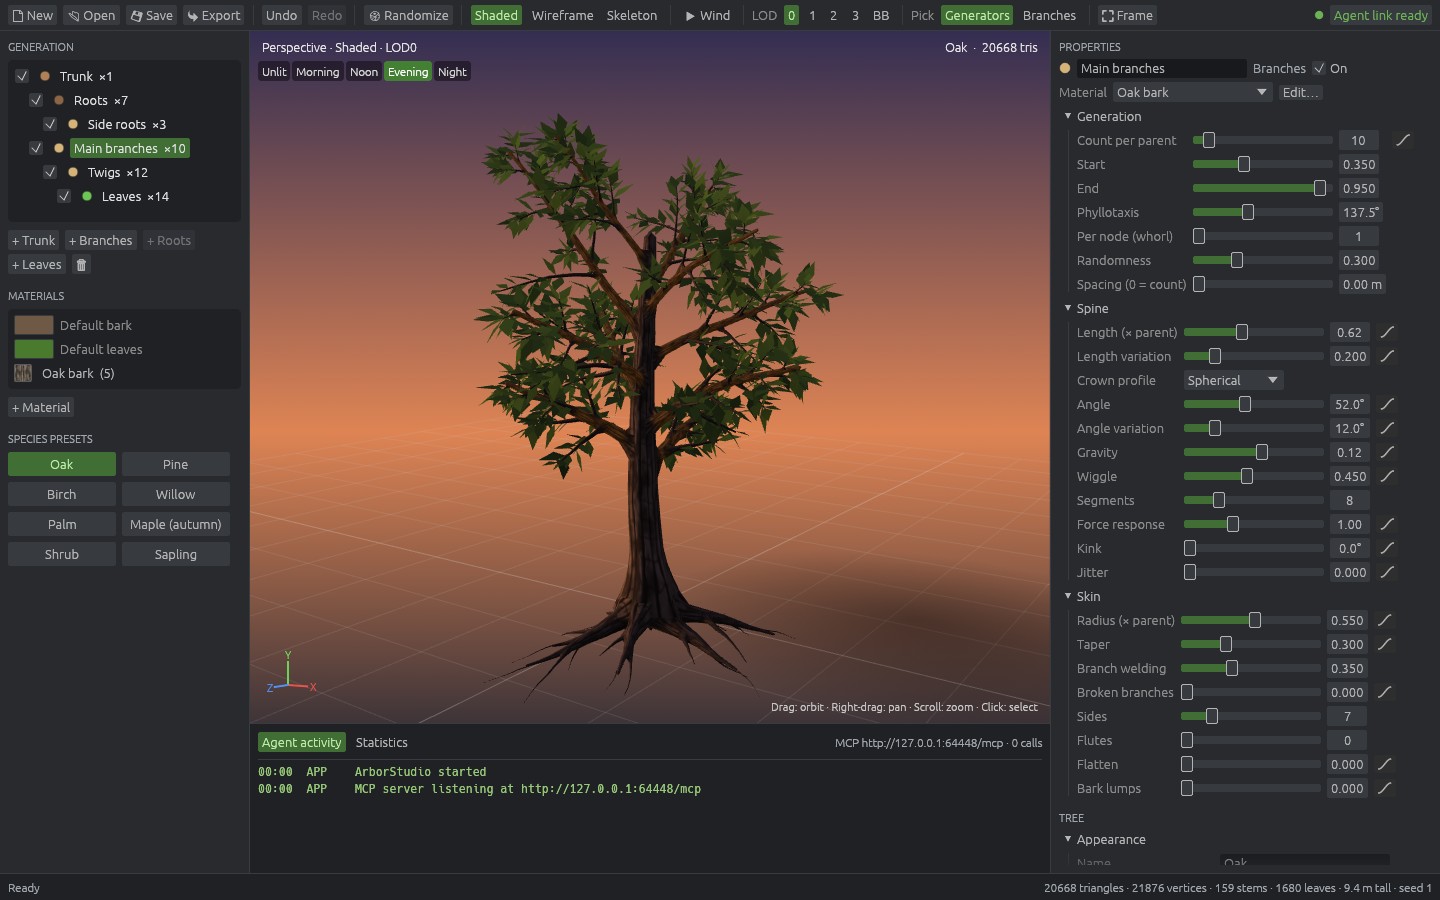 New Open Save Export Undo Redo Randomize Shaded Wireframe Skeleton Wind LOD 0 1 2 3 BB Pick Generators Branches Frame Agent link ready
GENERATION
Trunk ×1
Roots ×7
Side roots ×3
Main branches ×10
Twigs ×12
Leaves ×14
+ Trunk + Branches + Roots
+ Leaves
MATERIALS
Default bark
Default leaves
Oak bark (5)
+ Material
SPECIES PRESETS
Oak Pine
Birch Willow
Palm Maple (autumn)
Shrub Sapling
Perspective · Shaded · LOD0 Oak · 20668 tris
Unlit Morning Noon Evening Night
Y
Z X
Drag: orbit · Right-drag: pan · Scroll: zoom · Click: select
Agent activity Statistics MCP http://127.0.0.1:64448/mcp · 0 calls
00:00 APP ArborStudio started
00:00 APP MCP server listening at http://127.0.0.1:64448/mcp
PROPERTIES
Main branches Branches On
Material Oak bark Edit...
Generation
Count per parent 10
Start 0.350
End 0.950
Phyllotaxis 137.5°
Per node (whorl) 1
Randomness 0.300
Spacing (0 = count) 0.00 m
Spine
Length (× parent) 0.62
Length variation 0.200
Crown profile Spherical
Angle 52.0°
Angle variation 12.0°
Gravity 0.12
Wiggle 0.450
Segments 8
Force response 1.00
Kink 0.0°
Jitter 0.000
Skin
Radius (× parent) 0.550
Taper 0.300
Branch welding 0.350
Broken branches 0.000
Sides 7
Flutes 0
Flatten 0.000
Bark lumps 0.000
TREE
Appearance
Name Oak
Ready 20668 triangles · 21876 vertices · 159 stems · 1680 leaves · 9.4 m tall · seed 1